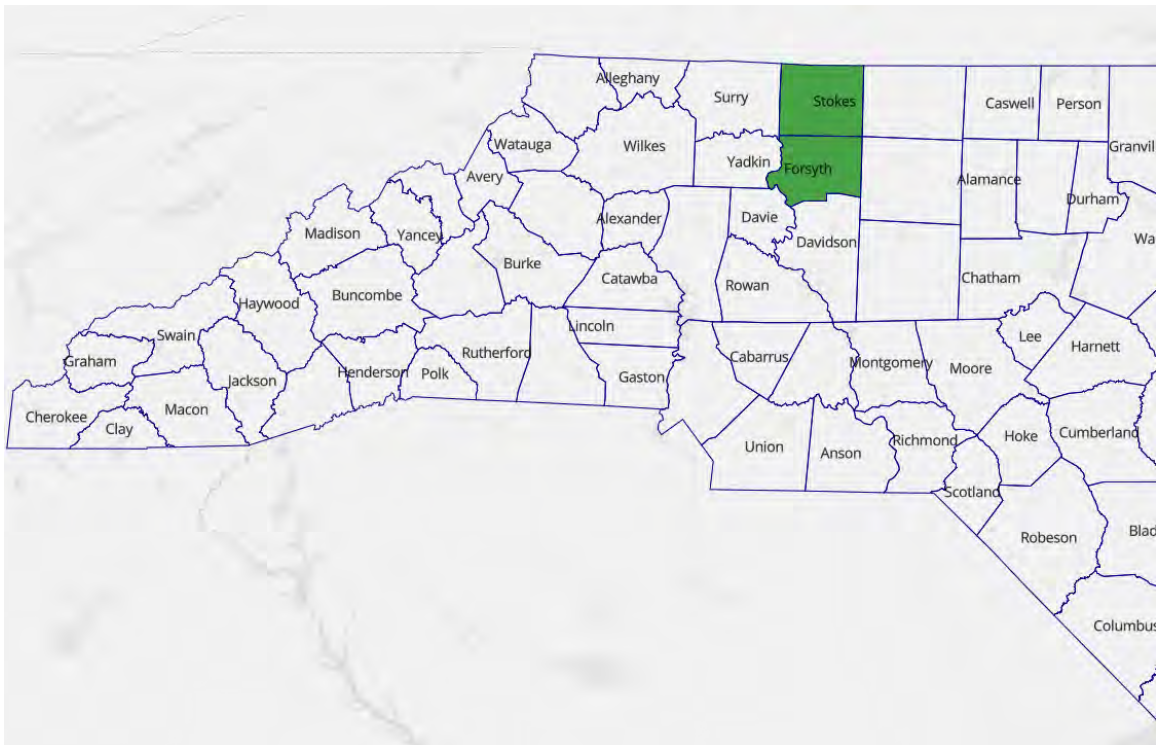 Alleghany
Surry
Stokes
Caswell
Person
Granvill
Watauga
Wilkes
Yadkin
Forsyth
Alamance
Durham
Avery
Alexander
Davie
Madison
Yancey
Davidson
Wa
Burke
Catawba
Chatham
Rowan
Buncombe
Haywood
Swain
Lincoln
Lee
Harnett
Graham
Rutherford
Cabarrus
Montgomery
Moore
Jackson
Henderson
Polk
Gaston
Cherokee
Macon
Clay
Union
Anson
Richmond
Hoke
Cumberland
Scotland
Robeson
Blad
Columbus